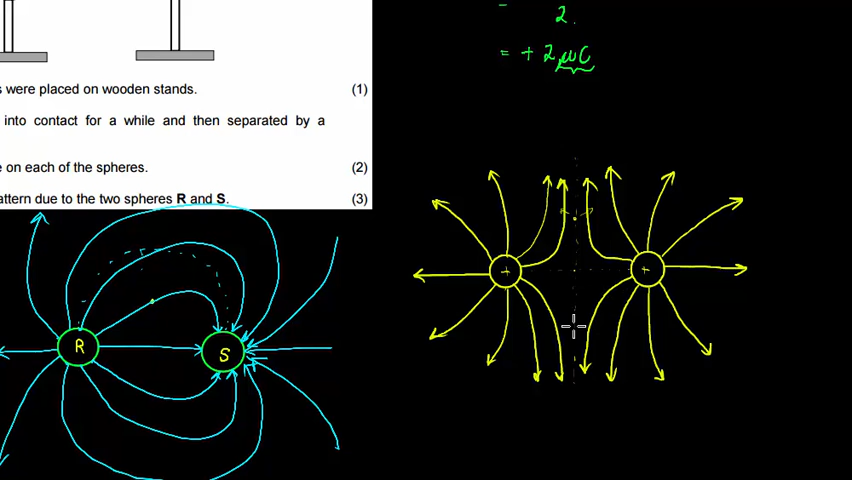 s were placed on wooden stands. (1)
into contact for a while and then separated by a
e on each of the spheres. (2)
attern due to the two spheres R and S. (3)
2.
= + 2 μC
+ +
R S